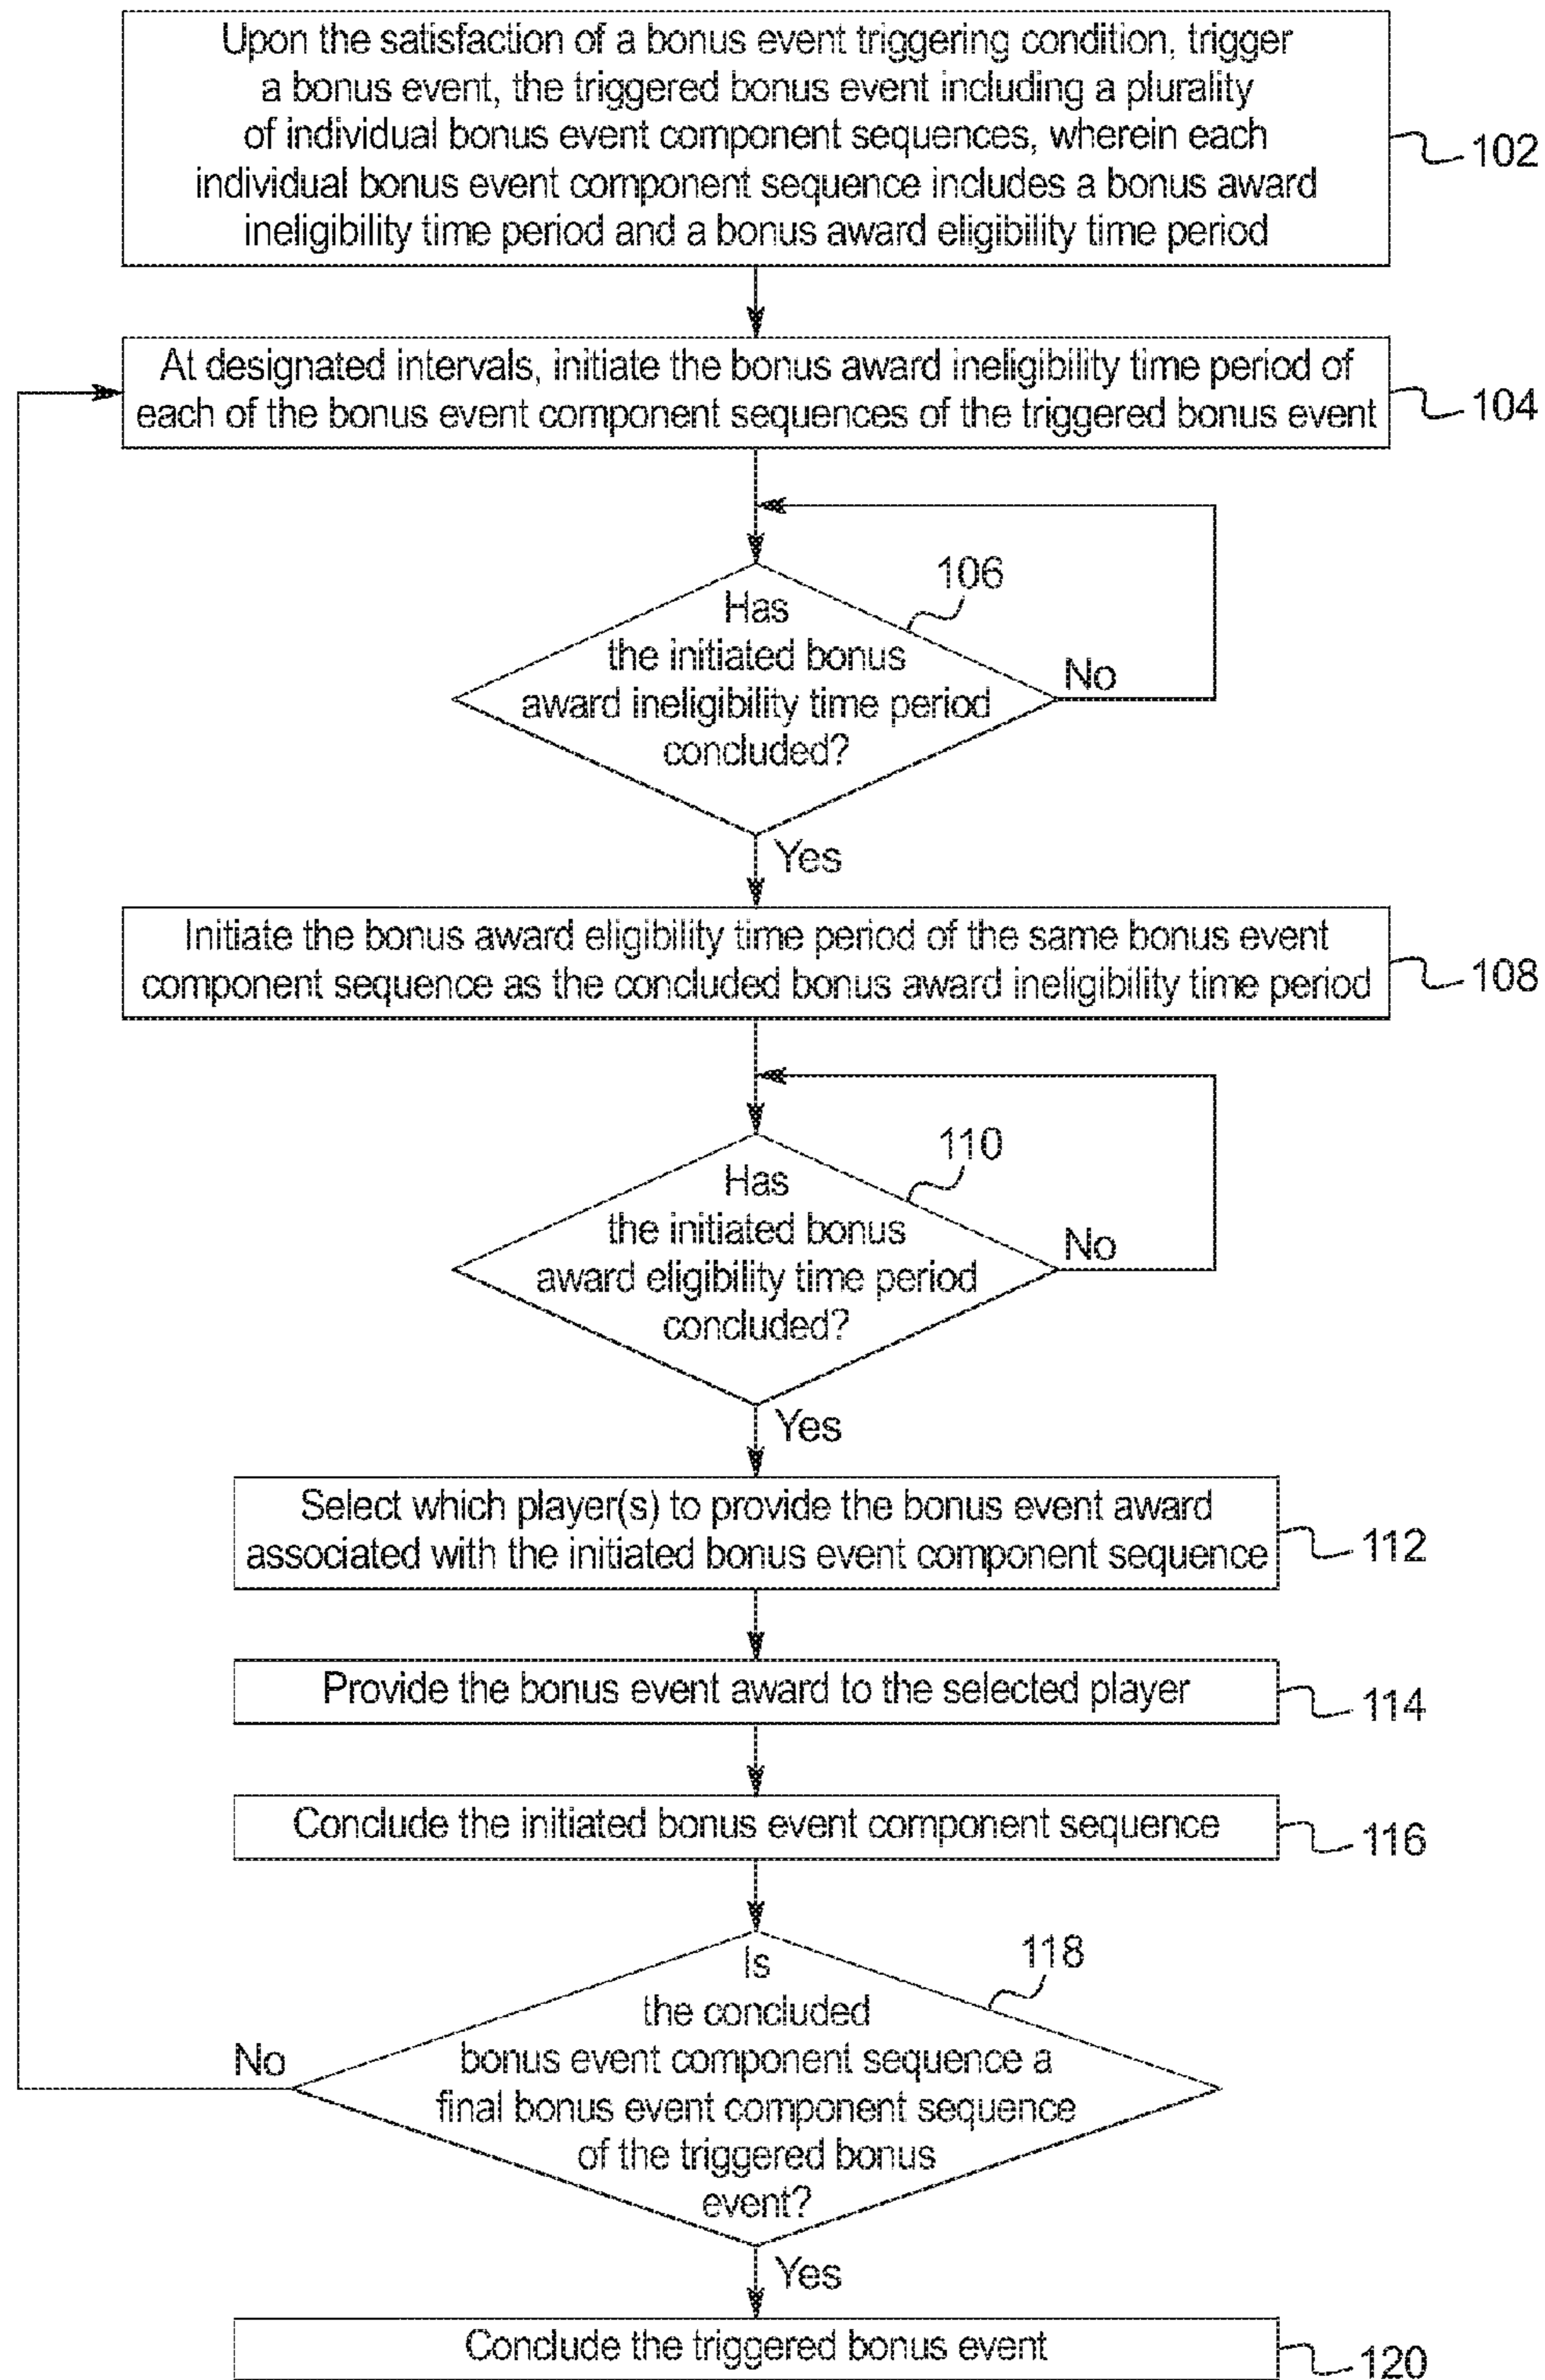 Upon the satisfaction of a bonus event triggering condition, trigger
a bonus event, the triggered bonus event including a plurality
of individual bonus event component sequences, wherein each
individual bonus event component sequence includes a bonus award
ineligibility time period and a bonus award eligibility time period
102
At designated intervals, initiate the bonus award ineligibility time period of
each of the bonus event component sequences of the triggered bonus event
104
106
Has
the initiated bonus
award ineligibility time period
concluded?
No
Yes
Initiate the bonus award eligibility time period of the same bonus event
component sequence as the concluded bonus award ineligibility time period
108
110
Has
the initiated bonus
award eligibility time period
concluded?
No
Yes
Select which player(s) to provide the bonus event award
associated with the initiated bonus event component sequence
112
Provide the bonus event award to the selected player
114
Conclude the initiated bonus event component sequence
116
118
Is
the concluded
bonus event component sequence a
final bonus event component sequence
of the triggered bonus
event?
No
Yes
Conclude the triggered bonus event
120